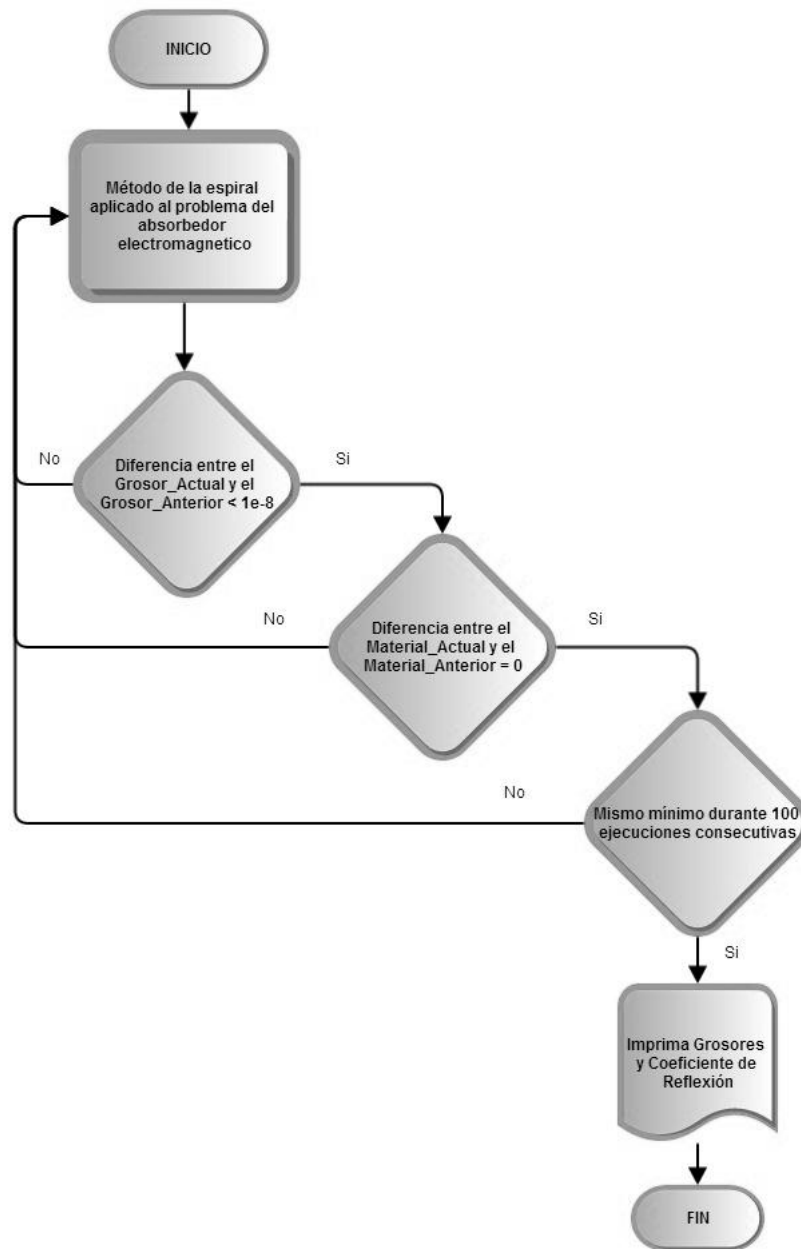 INICIO
Método de la espiral
aplicado al problema del
absorbedor
electromagnetico
No
Si
Diferencia entre el
Grosor_Actual y el
Grosor_Anterior < 1e-8
No
Si
Diferencia entre el
Material_Actual y el
Material_Anterior = 0
No
Mismo mínimo durante 100
ejecuciones consecutivas
Si
Imprima Grosores
y Coeficiente de
Reflexión
FIN